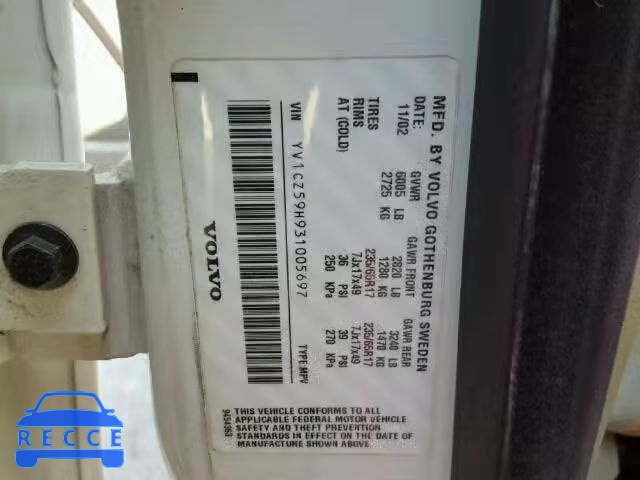 MFD. BY VOLVO GOTHENBURG SWEDEN
DATE: GVWR GAWR FRONT GAWR REAR
11/02 6005 LB 2820 LB 3240 LB
2725 KG 1280 KG 1470 KG
TIRES 235/65R17 235/65R17
RIMS 7Jx17x49 7Jx17x49
AT (COLD) 36 PSI 39 PSI
250 KPa 270 KPa
VIN YV1CZ59H931005697 TYPE:MPV
VOLVO
THIS VEHICLE CONFORMS TO ALL
APPLICABLE FEDERAL MOTOR VEHICLE
SAFETY AND THEFT PREVENTION
STANDARDS IN EFFECT ON THE DATE OF
MANUFACTURE SHOWN ABOVE.
RECCE